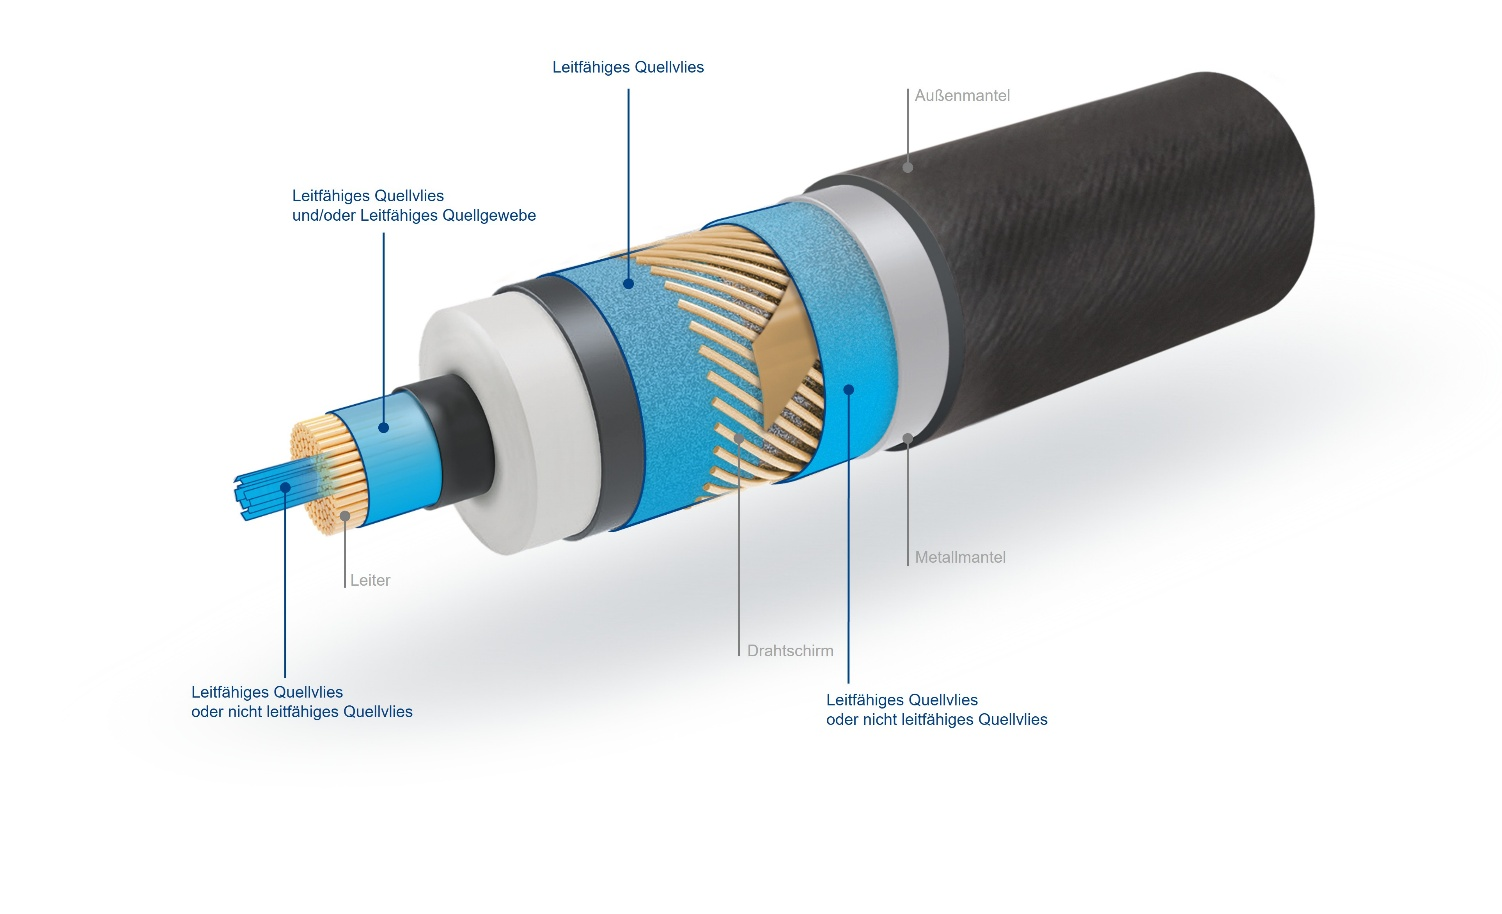 Leitfähiges Quellvlies
Außenmantel
Leitfähiges Quellvlies
und/oder Leitfähiges Quellgewebe
Metallmantel
Leiter
Drahtschirm
Leitfähiges Quellvlies
oder nicht leitfähiges Quellvlies
Leitfähiges Quellvlies
oder nicht leitfähiges Quellvlies